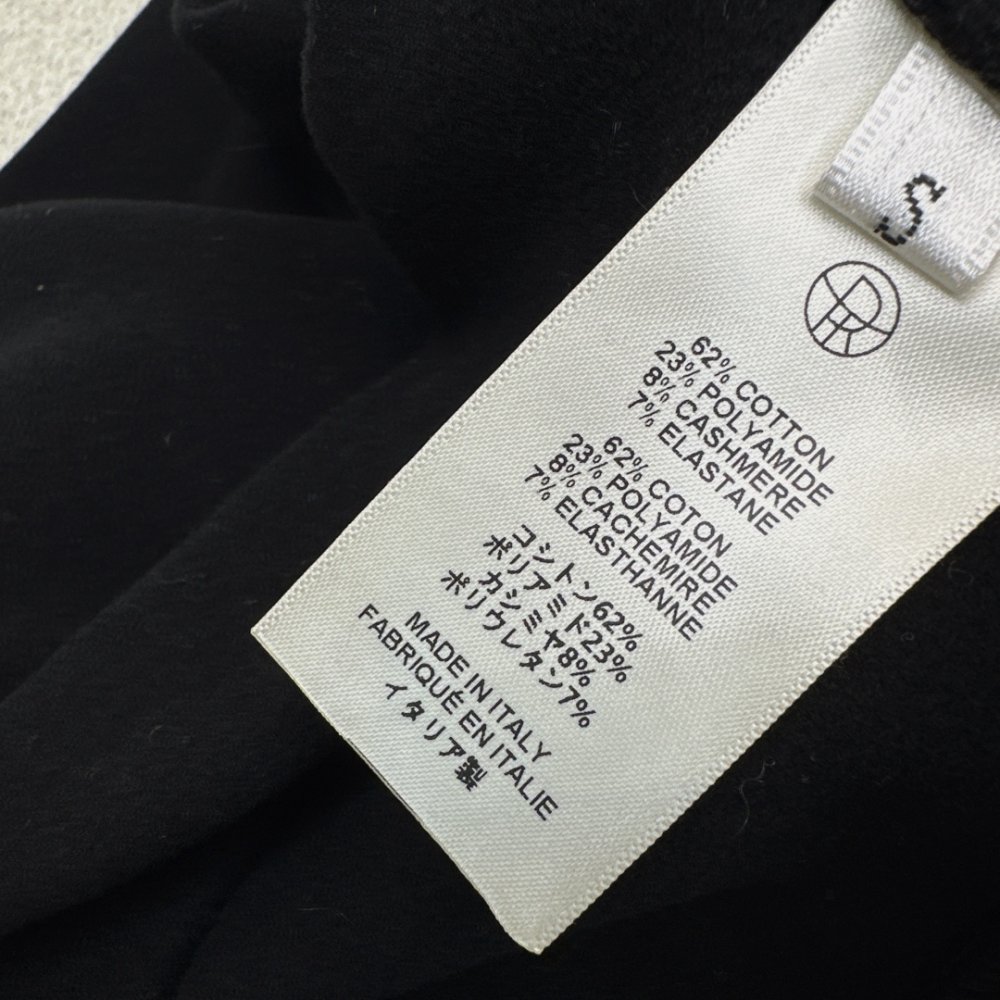 S
62% COTTON
23% POLYAMIDE
8% CASHMERE
7% ELASTANE
62% COTON
23% POLYAMIDE
8% CACHEMIRE
7% ELASTHANNE
コシトン62%
ポリアミド23%
カシミヤ8%
ポリウレタン7%
MADE IN ITALY
FABRIQUÉ EN ITALIE
イタリア製